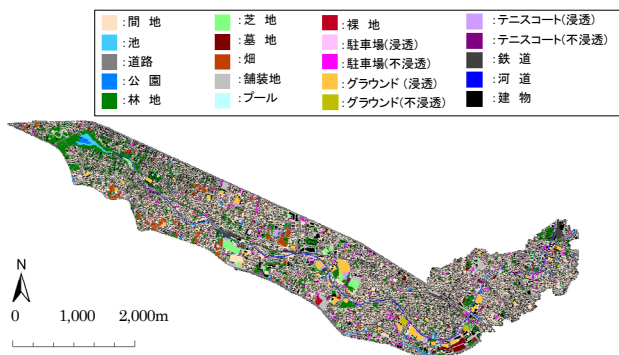 :間 地
:池
:道路
:公 園
:林 地
:芝 地
:墓 地
:畑
:舗装地
:プール
:裸 地
:駐車場(浸透)
:駐車場(不浸透)
:グラウンド (浸透)
:グラウンド(不浸透)
:テニスコート(浸透)
:テニスコート(不浸透)
:鉄 道
:河 道
:建 物
N
0 1,000 2,000m